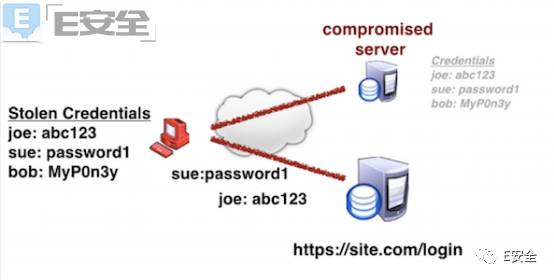 E安全
compromised
server
Credentials
joe: abc123
sue: password1
bob: MyP0n3y
Stolen Credentials
joe: abc123
sue: password1
bob: MyP0n3y
sue:password1
joe: abc123
https://site.com/login
E安全